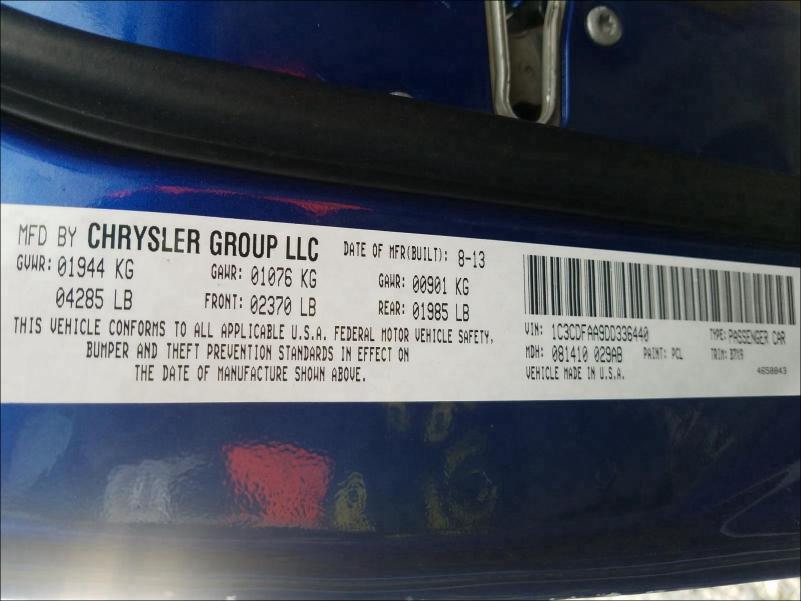 MFD BY CHRYSLER GROUP LLC DATE OF MFR(BUILT): 8-13
GVWR: 01944 KG GAWR: 01076 KG GAWR: 00901 KG
04285 LB FRONT: 02370 LB REAR: 01985 LB
THIS VEHICLE CONFORMS TO ALL APPLICABLE U.S.A. FEDERAL MOTOR VEHICLE SAFETY,
BUMPER AND THEFT PREVENTION STANDARDS IN EFFECT ON
THE DATE OF MANUFACTURE SHOWN ABOVE.
VIN: 1C3CDFAA9DD336440 TYPE: PASSENGER CAR
MDH: 081410 029AB PAINT: PCL TRIM: B7X9
VEHICLE MADE IN U.S.A. 4658843